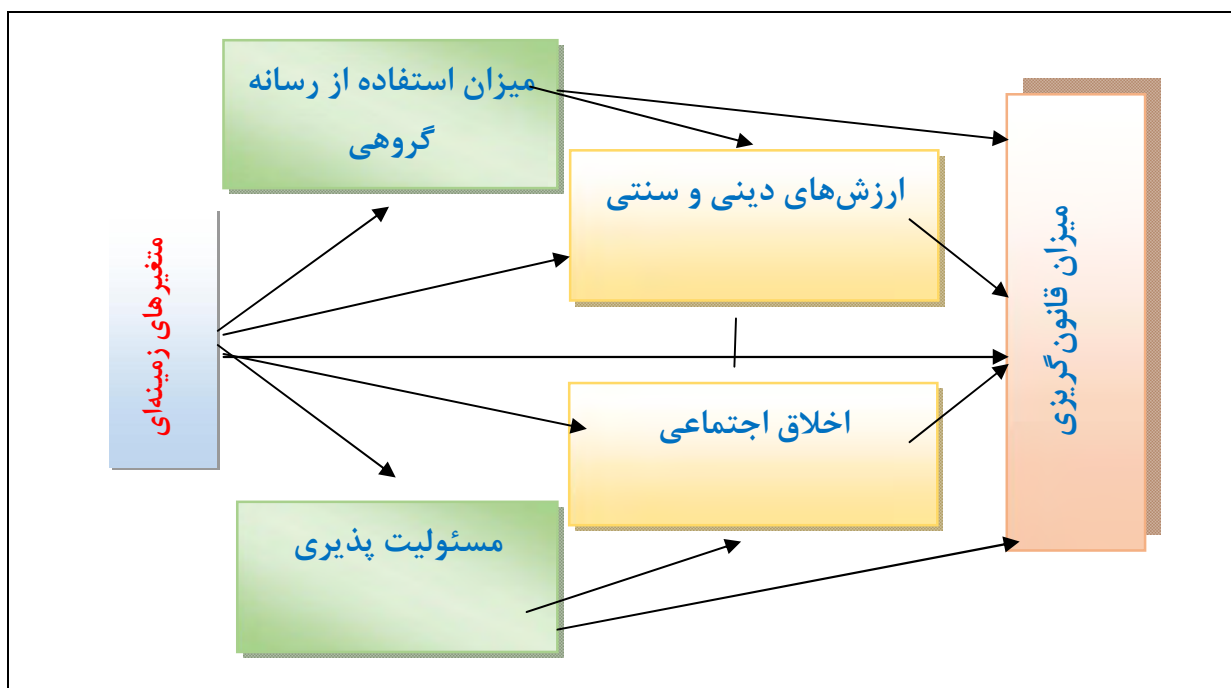 میزان استفاده از رسانه
گروهی
ارزش‌های دینی و سنتی
میزان قانون‌گریزی
متغیرهای زمینه‌ای
اخلاق اجتماعی
مسئولیت پذیری